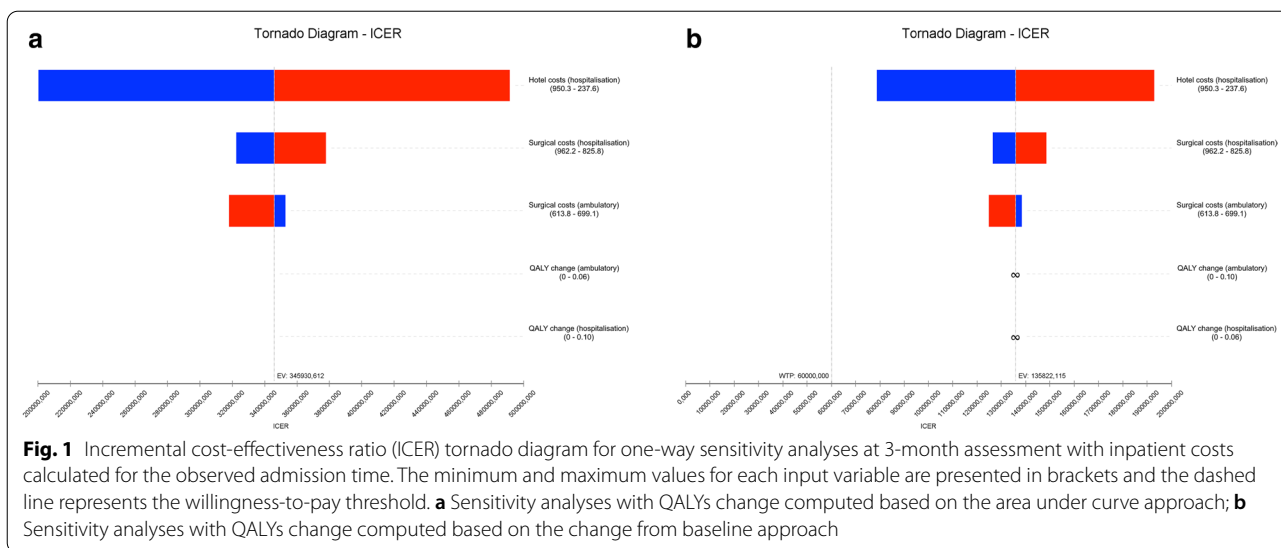 a
Tornado Diagram - ICER
Hotel costs (hospitalisation)
(950.3 - 237.6)
Surgical costs (hospitalisation)
(962.2 - 825.8)
Surgical costs (ambulatory)
(613.8 - 699.1)
QALY change (ambulatory)
(0 - 0.06)
QALY change (hospitalisation)
(0 - 0.10)
EV: 345930,612
200000,000 220000,000 240000,000 260000,000 280000,000 300000,000 320000,000 340000,000 360000,000 380000,000 400000,000 420000,000 440000,000 460000,000 480000,000 500000,000
ICER
b
Tornado Diagram - ICER
Hotel costs (hospitalisation)
(950.3 - 237.6)
Surgical costs (hospitalisation)
(962.2 - 825.8)
Surgical costs (ambulatory)
(613.8 - 699.1)
∞
QALY change (ambulatory)
(0 - 0.10)
∞
QALY change (hospitalisation)
(0 - 0.06)
WTP: 60000,000
EV: 135822,115
0,000 10000,000 20000,000 30000,000 40000,000 50000,000 60000,000 70000,000 80000,000 90000,000 100000,000 110000,000 120000,000 130000,000 140000,000 150000,000 160000,000 170000,000 180000,000 190000,000 200000,000
ICER
Fig. 1 Incremental cost-effectiveness ratio (ICER) tornado diagram for one-way sensitivity analyses at 3-month assessment with inpatient costs
calculated for the observed admission time. The minimum and maximum values for each input variable are presented in brackets and the dashed
line represents the willingness-to-pay threshold. a Sensitivity analyses with QALYs change computed based on the area under curve approach; b
Sensitivity analyses with QALYs change computed based on the change from baseline approach